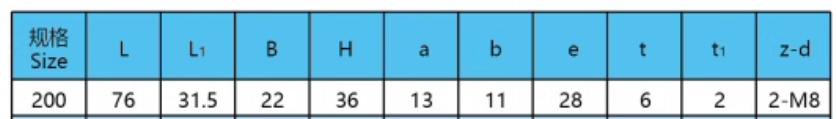 规格 Size L L₁ B H a b e t t₁ z-d
200 76 31.5 22 36 13 11 28 6 2 2-M8